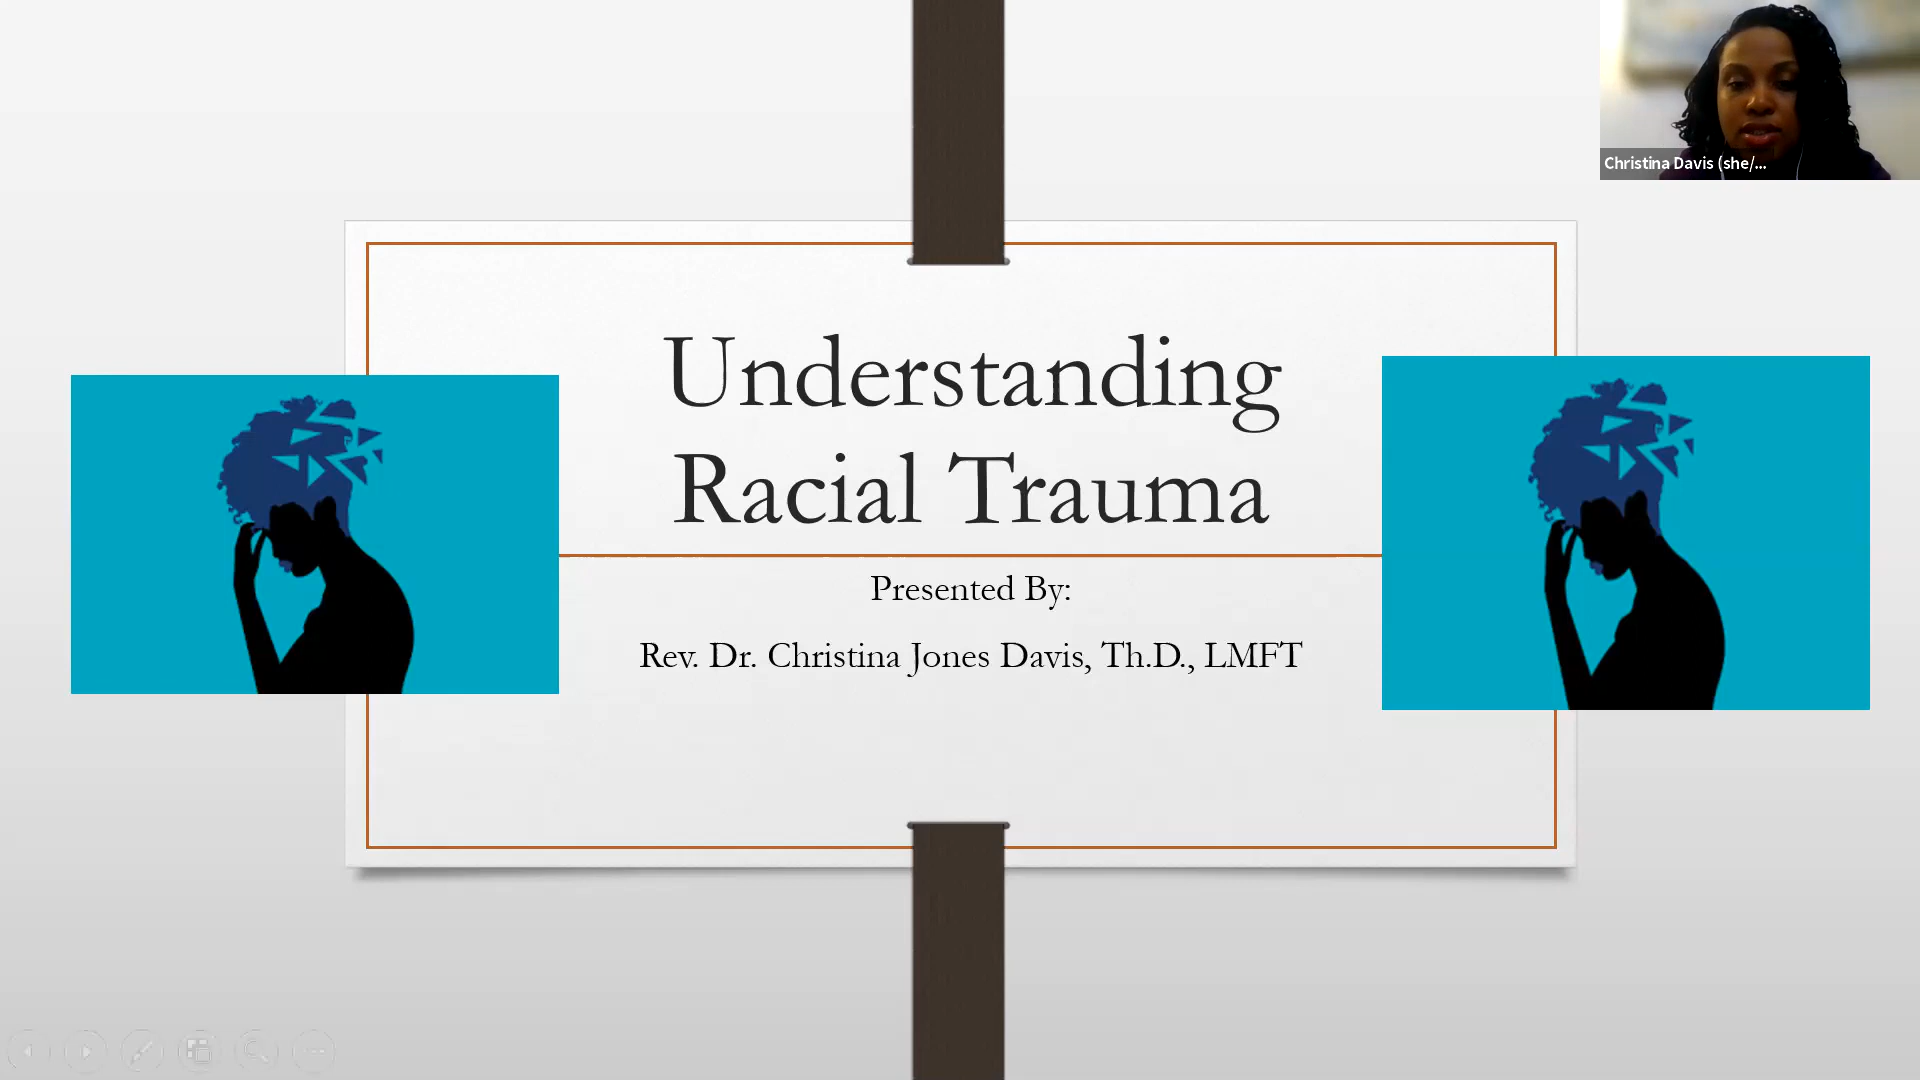 Christina Davis (she/...
Understanding
Racial Trauma
Presented By:
Rev. Dr. Christina Jones Davis, Th.D., LMFT